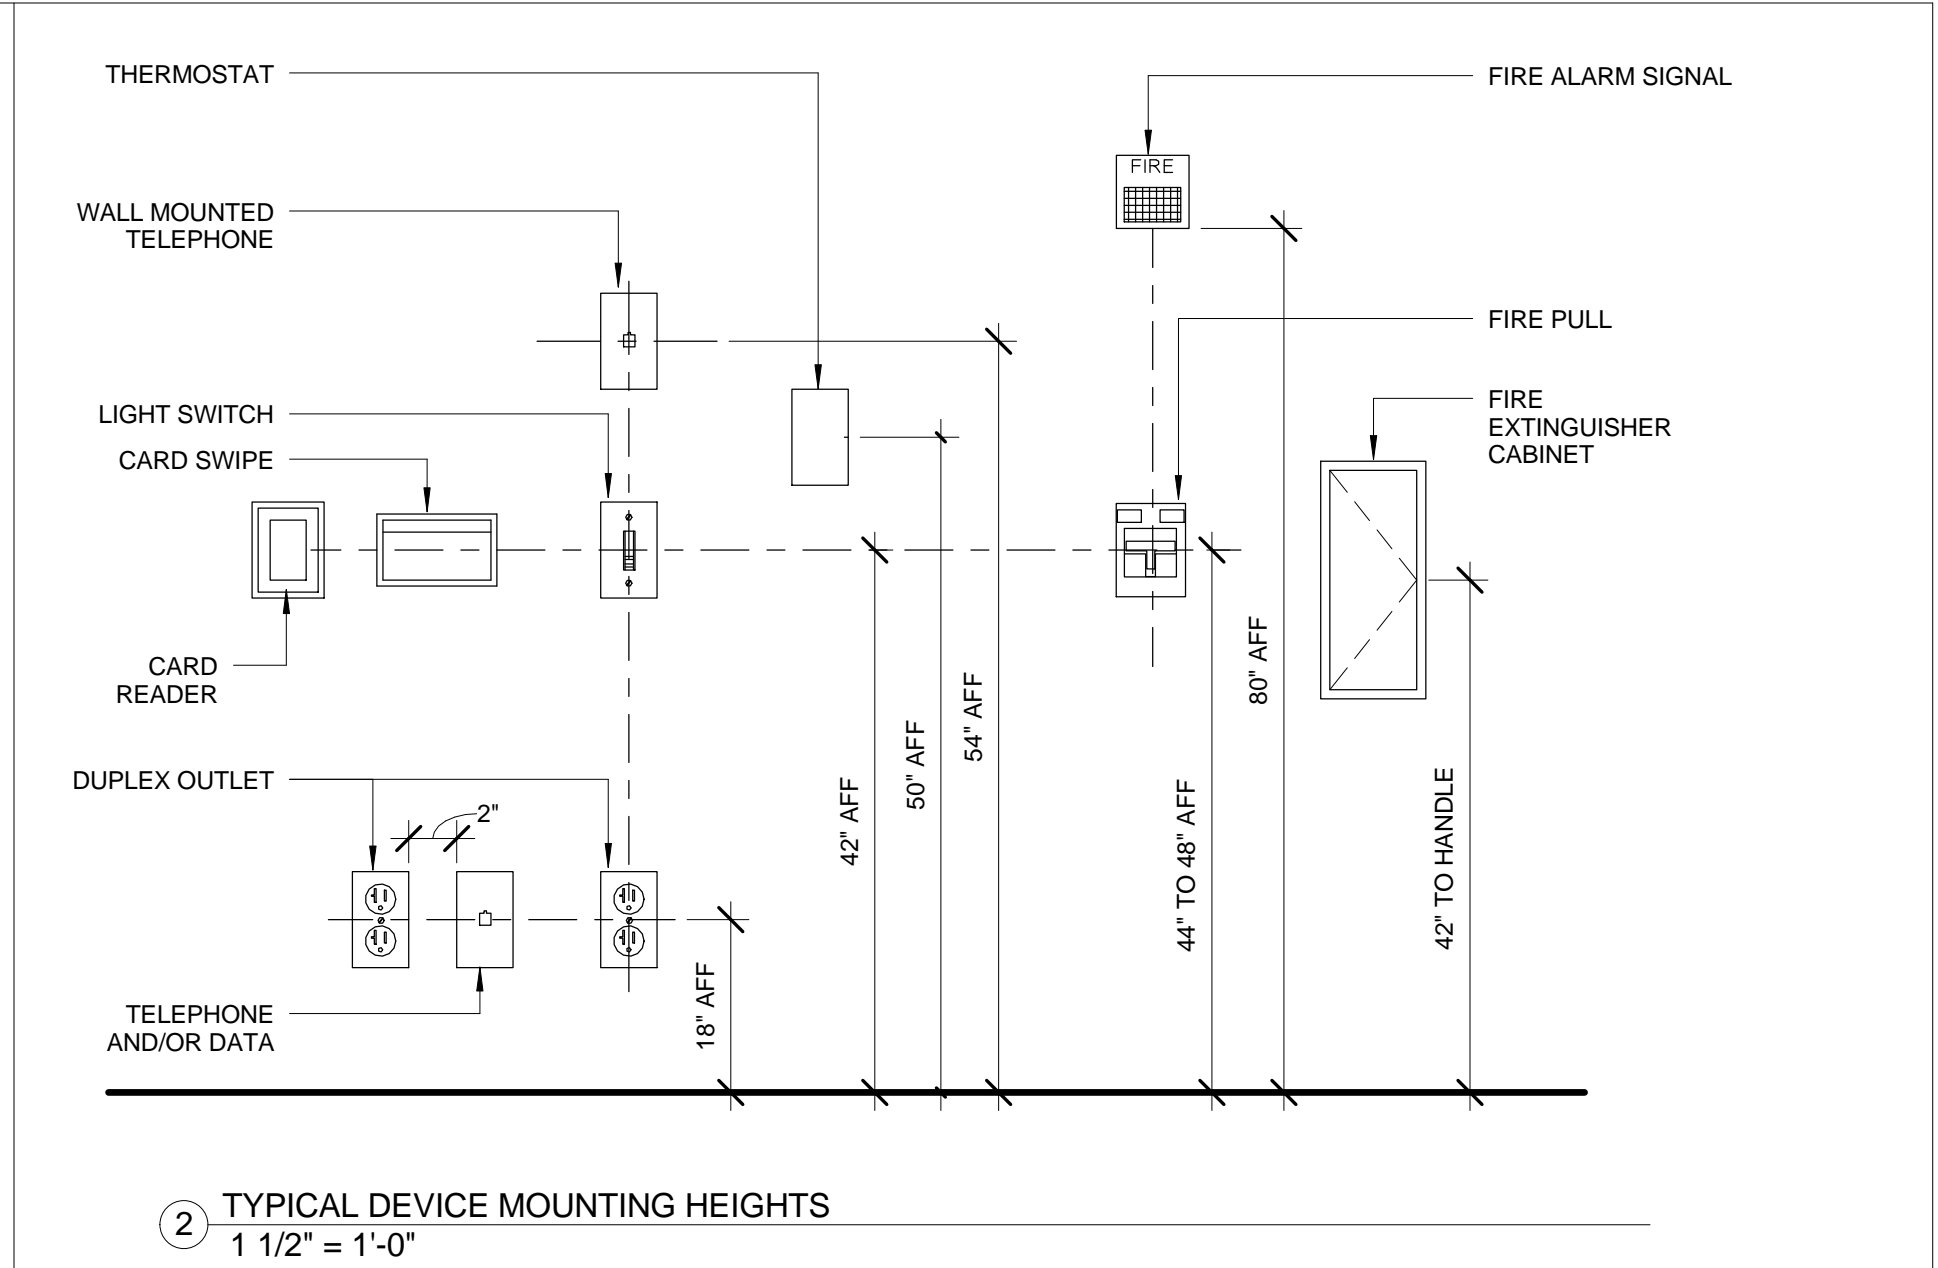 THERMOSTAT
FIRE ALARM SIGNAL
FIRE
WALL MOUNTED
TELEPHONE
FIRE PULL
LIGHT SWITCH
FIRE
EXTINGUISHER
CABINET
CARD SWIPE
CARD
READER
DUPLEX OUTLET
2"
TELEPHONE
AND/OR DATA
18" AFF
42" AFF
50" AFF
54" AFF
44" TO 48" AFF
80" AFF
42" TO HANDLE
2
TYPICAL DEVICE MOUNTING HEIGHTS
1 1/2" = 1'-0"